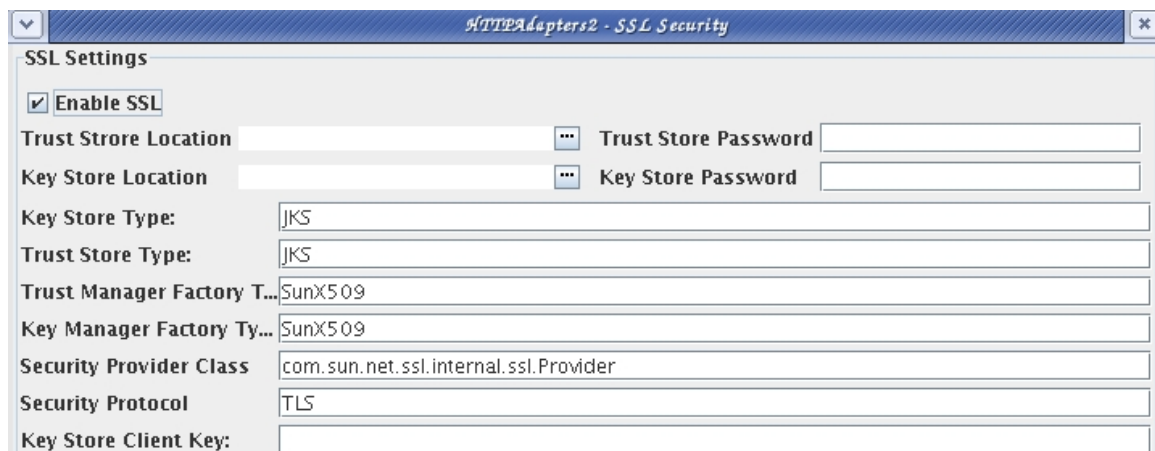 HTTPAdapters2 - SSL Security
SSL Settings
Enable SSL
Trust Strore Location ... Trust Store Password
Key Store Location ... Key Store Password
Key Store Type: JKS
Trust Store Type: JKS
Trust Manager Factory T... SunX509
Key Manager Factory Ty... SunX509
Security Provider Class com.sun.net.ssl.internal.ssl.Provider
Security Protocol TLS
Key Store Client Key: